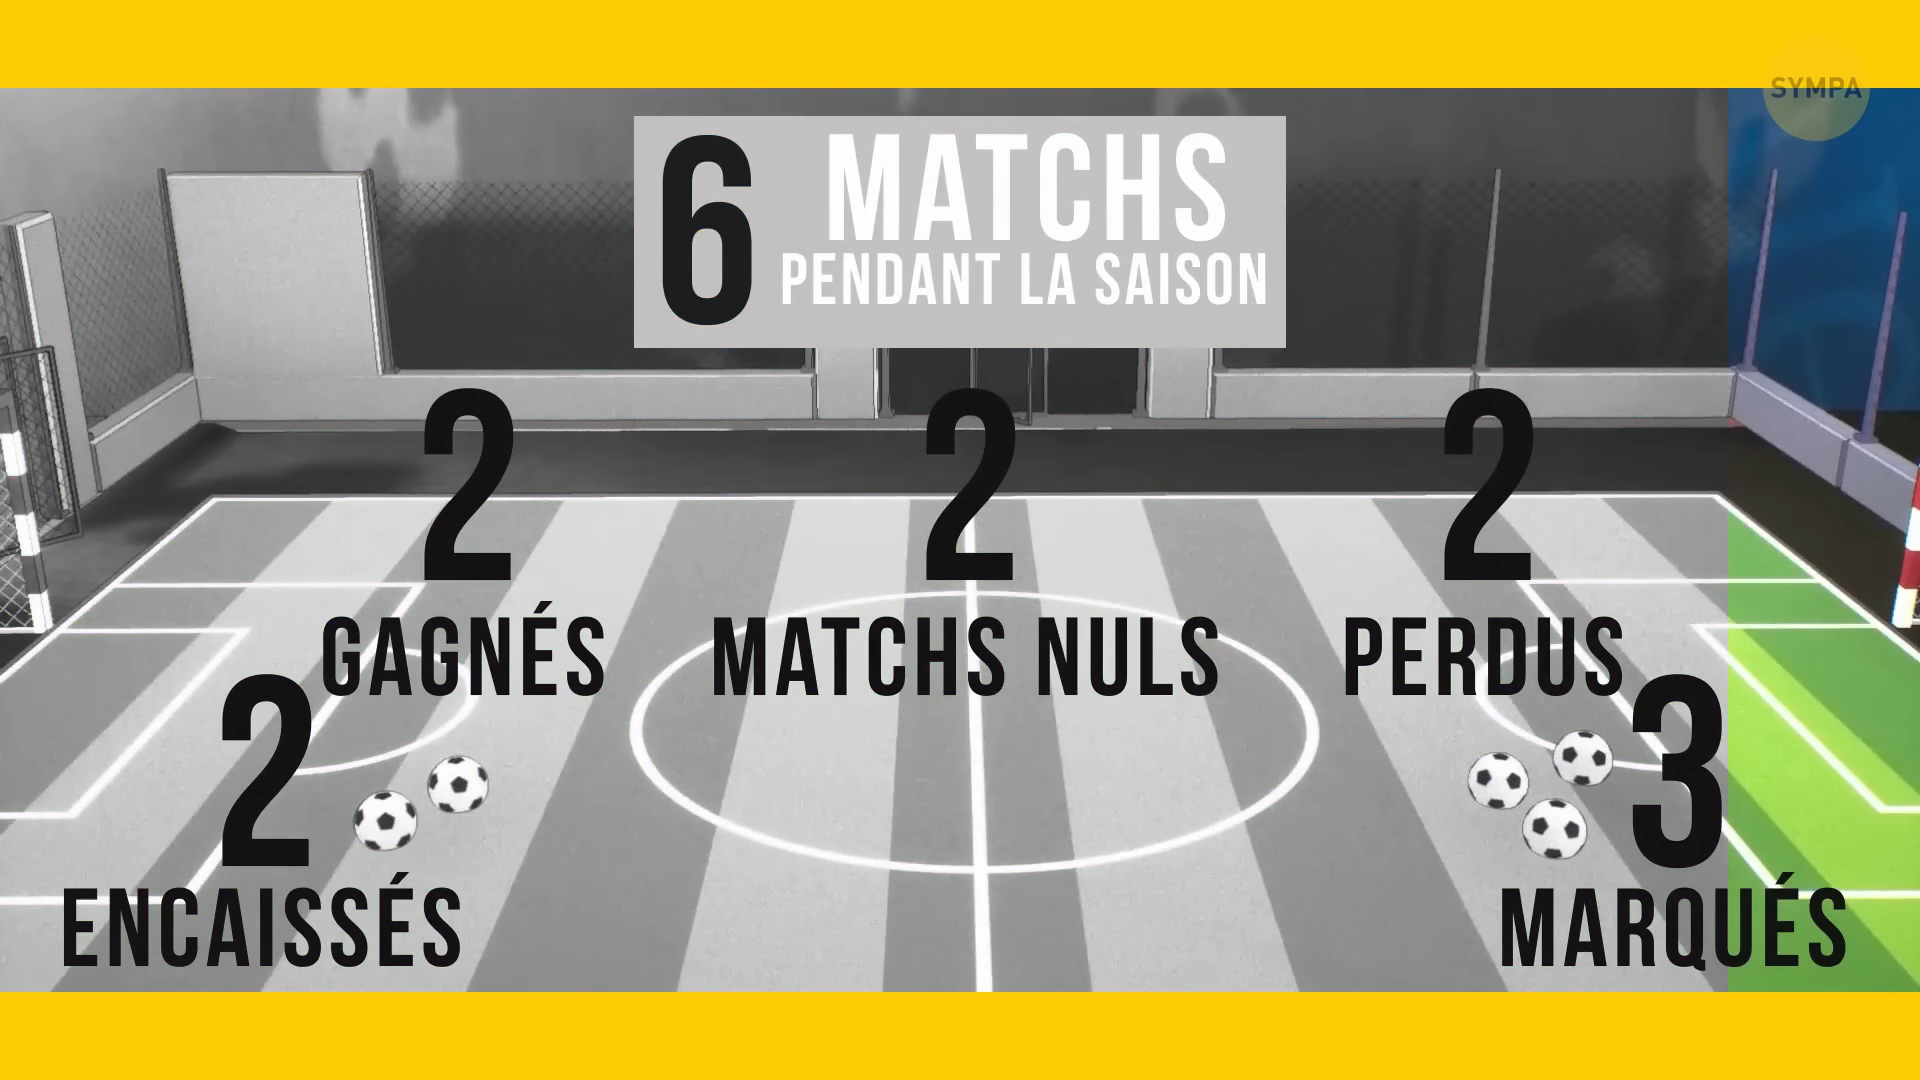 SYMPA
6 MATCHS
PENDANT LA SAISON
2 2 2
GAGNÉS MATCHS NULS PERDUS
2 3
ENCAISSÉS MARQUÉS